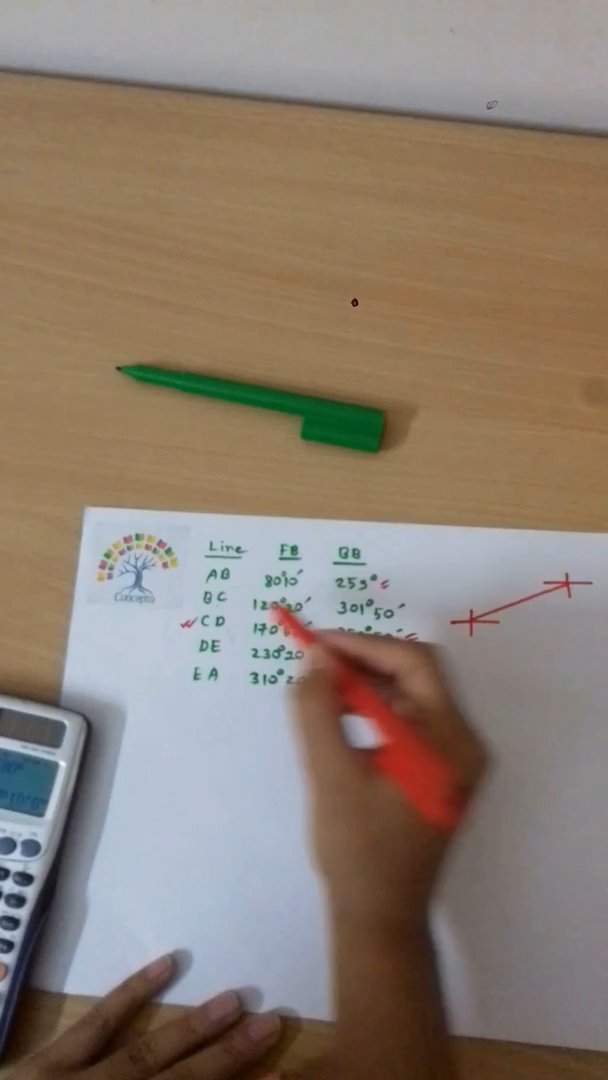 Line FB BB
AB 80°10′ 259°
BC 120°20′ 301°50′
CD 170°
DE 230°20
EA 310°20
Concepts